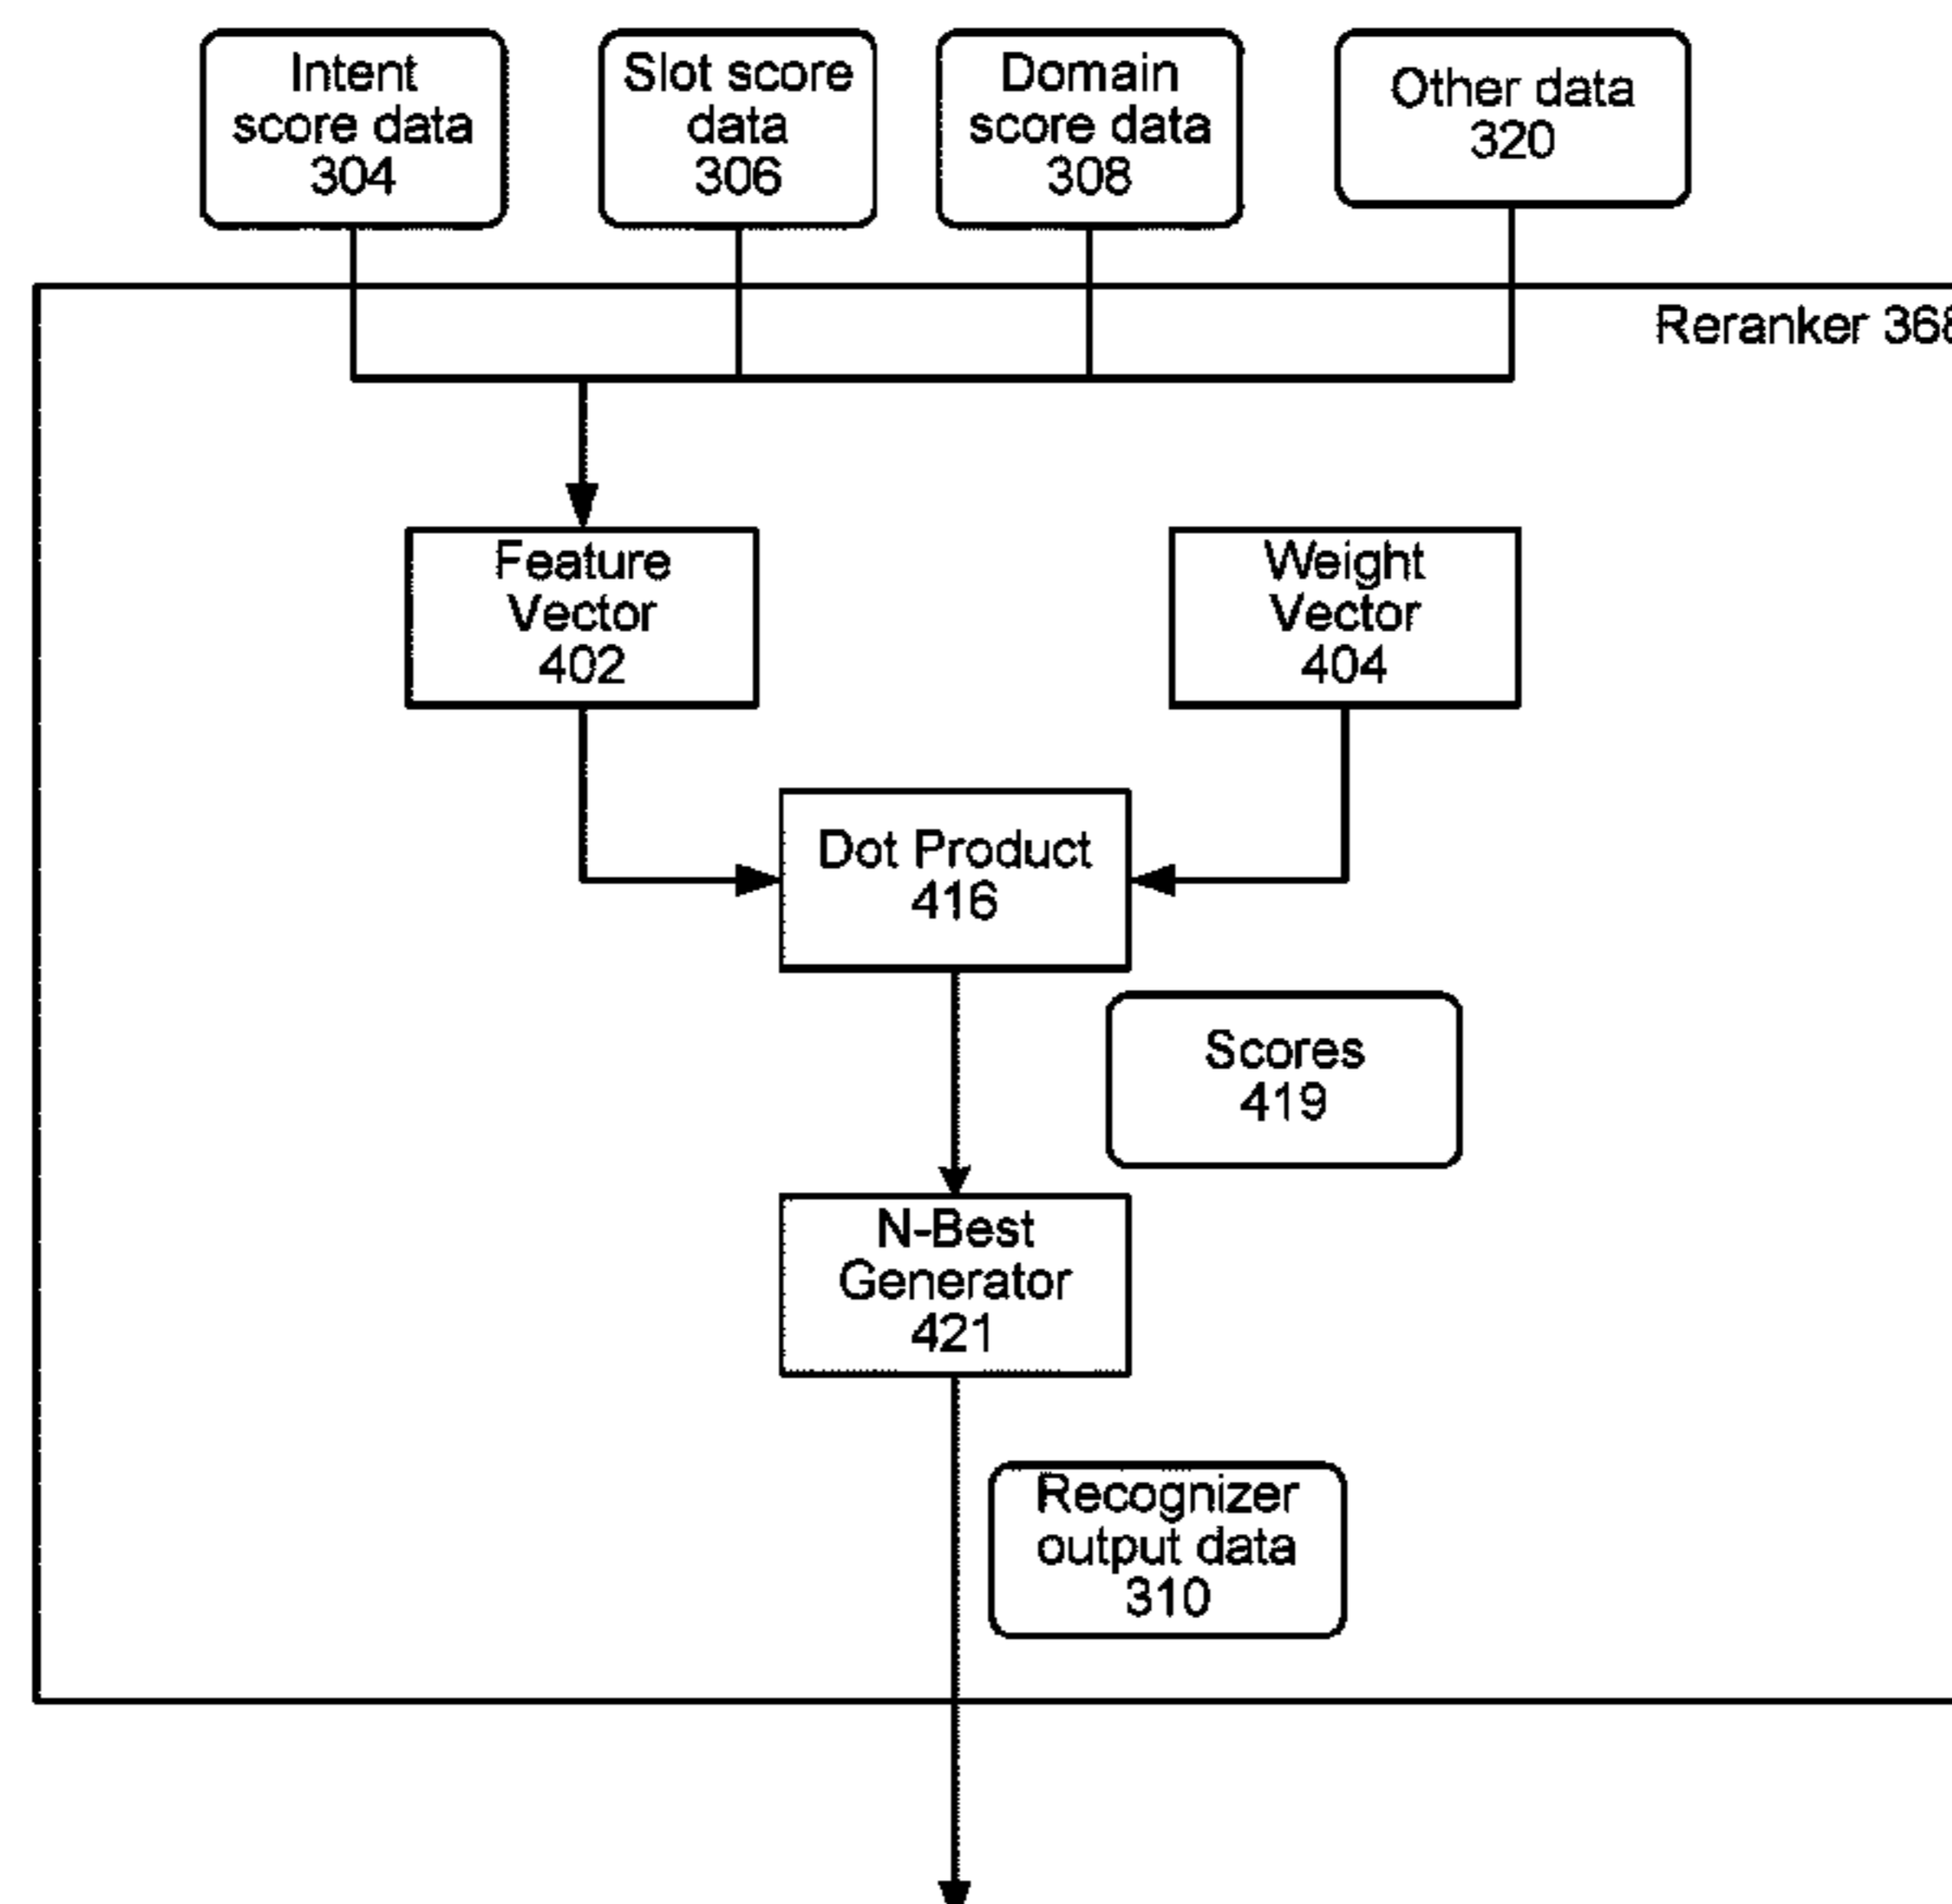 Intent
score data
304
Slot score
data
306
Domain
score data
308
Other data
320
Reranker 368
Feature
Vector
402
Weight
Vector
404
Dot Product
416
Scores
419
N-Best
Generator
421
Recognizer
output data
310